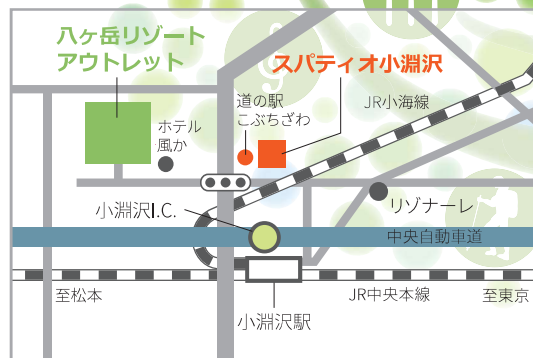 八ヶ岳リゾート
アウトレット
スパティオ小淵沢
道の駅
こぶちざわ
JR小海線
ホテル
風か
小淵沢I.C.
リゾナーレ
中央自動車道
至松本
JR中央本線
至東京
小淵沢駅